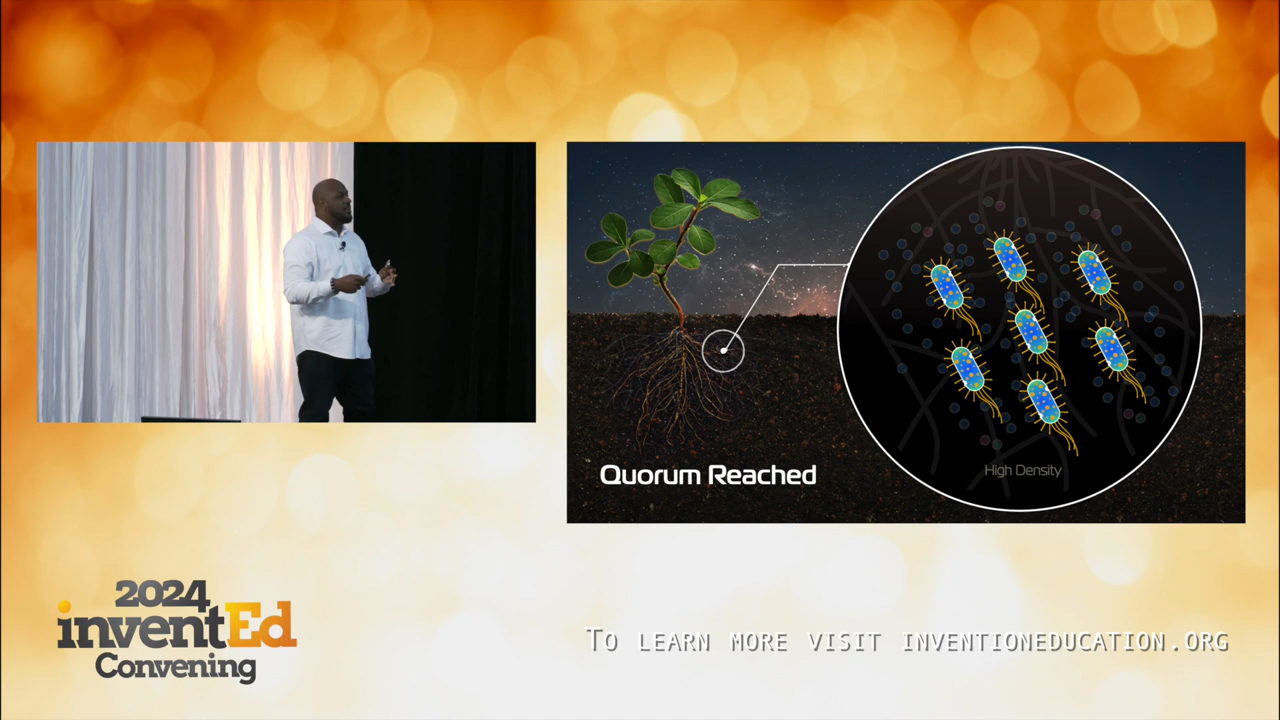 Quorum Reached
High Density
2024
inventEd
Convening
To learn more visit inventioneducation.org